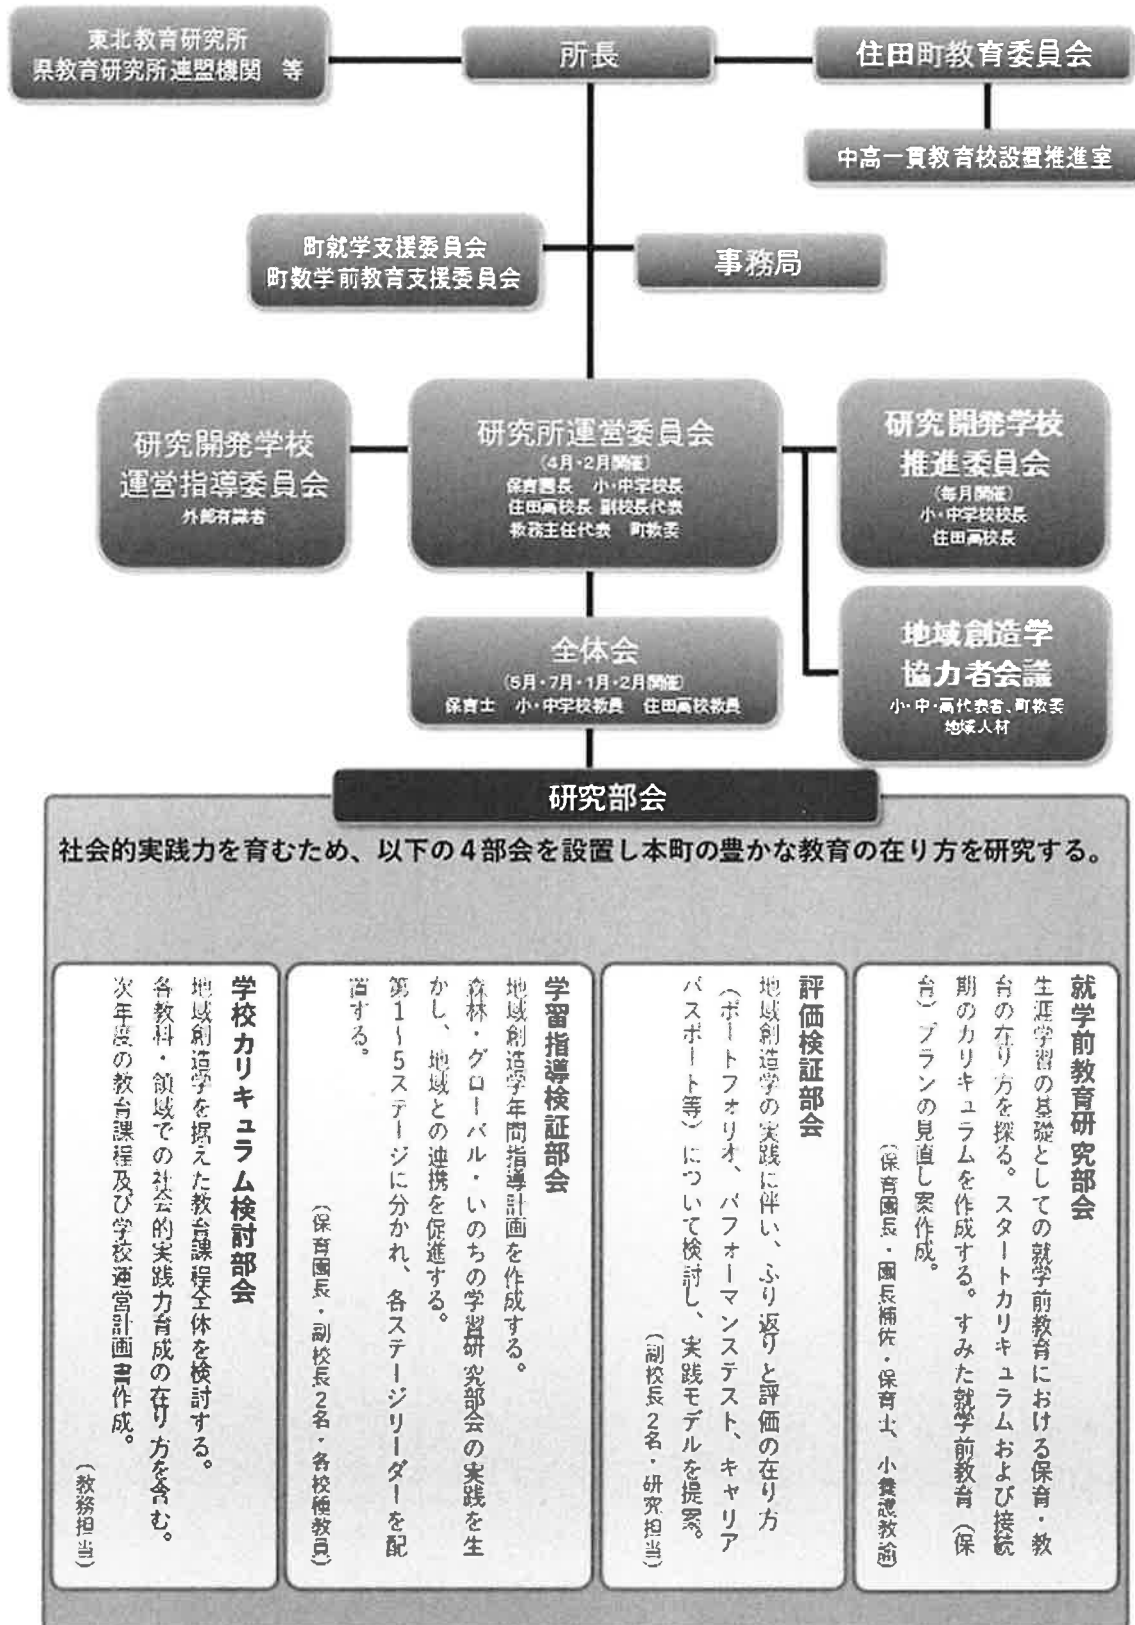 東北教育研究所
県教育研究所連盟機関 等
所長
住田町教育委員会
中高一貫教育校設置推進室
町就学支援委員会
町数学前教育支援委員会
事務局
研究開発学校
運営指導委員会
外部有識者
研究所運営委員会
(4月・2月開催)
保育園長 小・中学校長
住田高校長 副校長代表
教務主任代表 町教委
研究開発学校
推進委員会
(毎月開催)
小・中学校校長
住田高校長
全体会
(5月・7月・1月・2月開催)
保育士 小・中学校教員 住田高校教員
地域創造学
協力者会議
小・中・高代表者、町教委
地域人材
研究部会
社会的実践力を育むため、以下の4部会を設置し本町の豊かな教育の在り方を研究する。
就学前教育研究部会
生涯学習の基礎としての就学前教育における保育・教
育の在り方を探る。スタートカリキュラムおよび接続
期のカリキュラムを作成する。すみた就学前教育（保
育）プランの見直し案作成。
（保育園長・園長補佐・保育士、小養護教諭）
評価検証部会
地域創造学の実践に伴い、ふり返りと評価の在り方
（ポートフォリオ、パフォーマンステスト、キャリア
パスポート等）について検討し、実践モデルを提案。
（副校長2名・研究担当）
学習指導検証部会
地域創造学年間指導計画を作成する。
森林・グローバル・いのちの学習研究部会の実践を生
かし、地域との連携を促進する。
第1～5ステージに分かれ、各ステージリーダーを配
置する。
（保育園長・副校長2名・各校種教員）
学校カリキュラム検討部会
地域創造学を据えた教育課程全体を検討する。
各教科・領域での社会的実践力育成の在り方を含む。
次年度の教育課程及び学校運営計画書作成。
（教務担当）